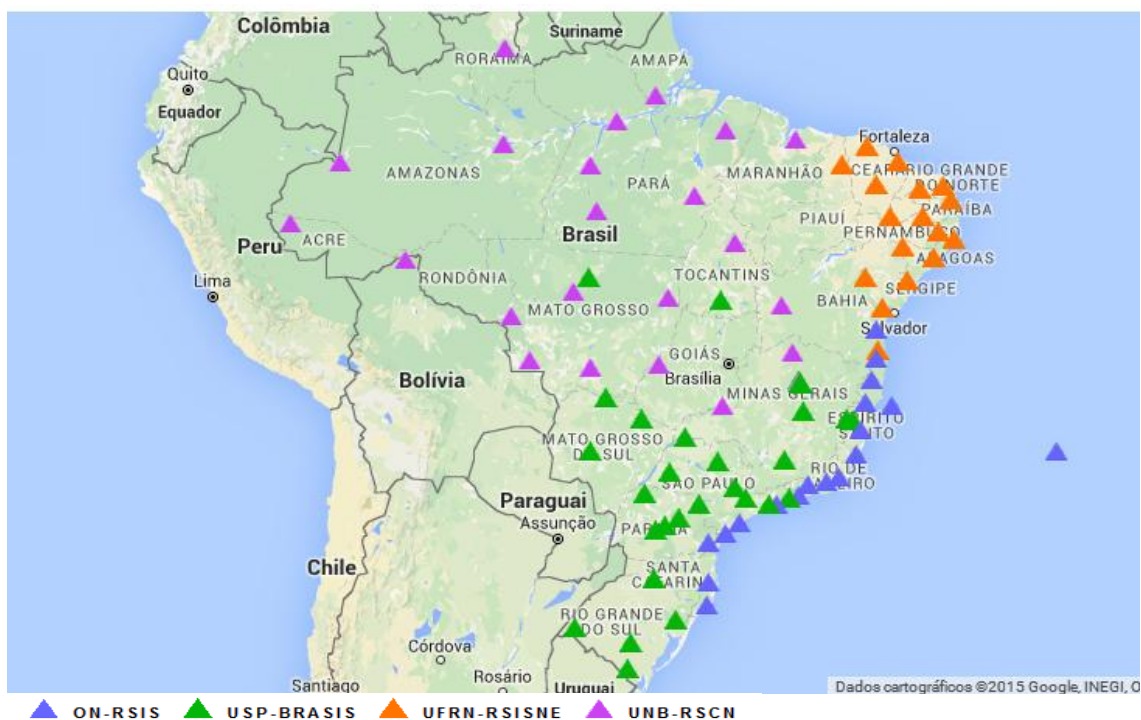 Colômbia
Suriname
RORAIMA
AMAPÁ
Quito
Equador
Fortaleza
AMAZONAS
PARÁ
MARANHÃO
CEARÁ
RIO GRANDE
DO NORTE
PARAÍBA
PIAUÍ
PERNAMBUCO
Brasil
Peru
ACRE
ALAGOAS
RONDÔNIA
TOCANTINS
SERGIPE
Lima
MATO GROSSO
BAHIA
Salvador
GOIÁS
Brasília
Bolívia
MINAS GERAIS
ESPÍRITO
SANTO
MATO GROSSO
DO SUL
RIO DE
JANEIRO
SÃO PAULO
Paraguai
Assunção
PARANÁ
Chile
SANTA
CATARINA
RIO GRANDE
DO SUL
Córdova
Rosário
Santiago
Uruguai
Dados cartográficos ©2015 Google, INEGI, O
ON-RSIS USP-BRASIS UFRN-RSISNE UNB-RSCN